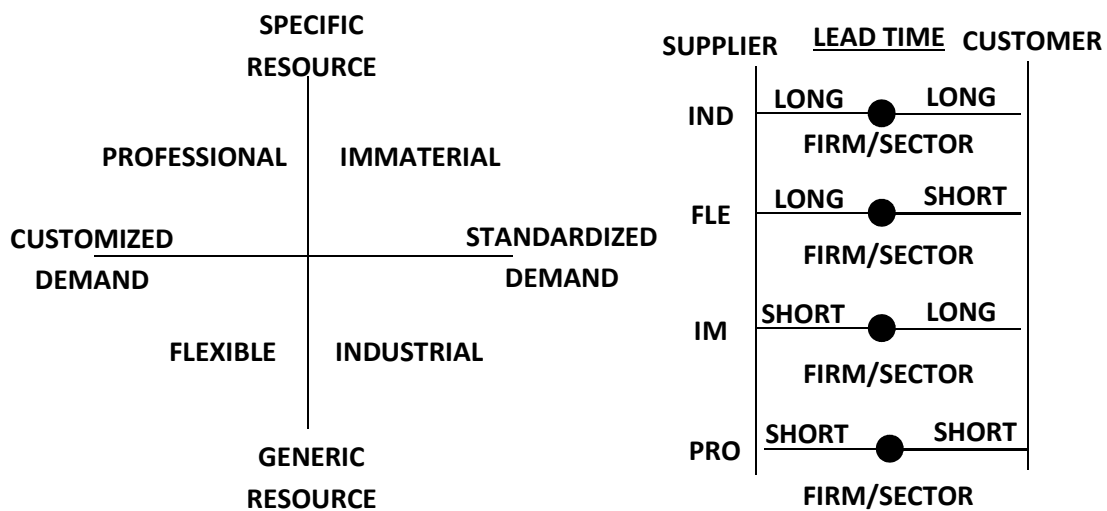 SPECIFIC
RESOURCE
PROFESSIONAL
IMMATERIAL
CUSTOMIZED
DEMAND
STANDARDIZED
DEMAND
FLEXIBLE
INDUSTRIAL
GENERIC
RESOURCE
SUPPLIER
LEAD TIME
CUSTOMER
IND
LONG
LONG
FIRM/SECTOR
FLE
LONG
SHORT
FIRM/SECTOR
IM
SHORT
LONG
FIRM/SECTOR
PRO
SHORT
SHORT
FIRM/SECTOR